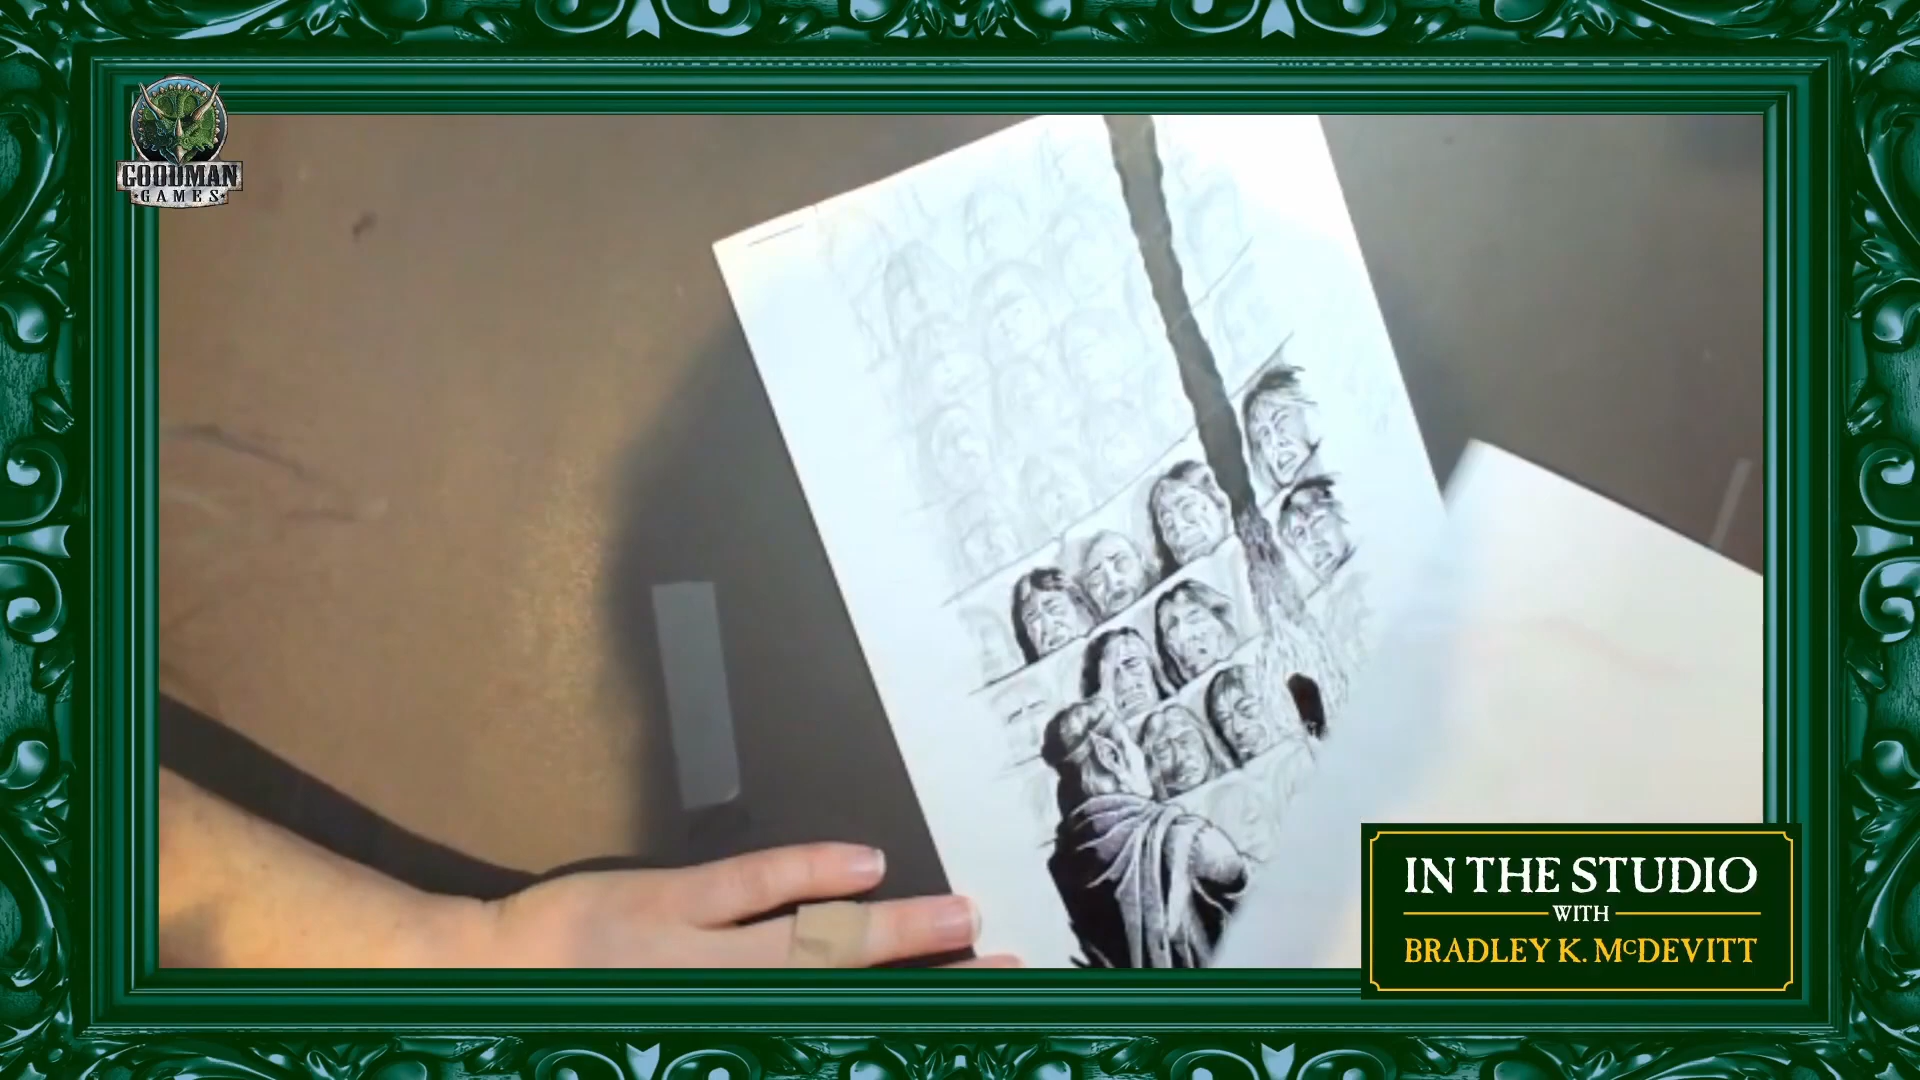 GOODMAN
GAMES
IN THE STUDIO
WITH
BRADLEY K. McDEVITT